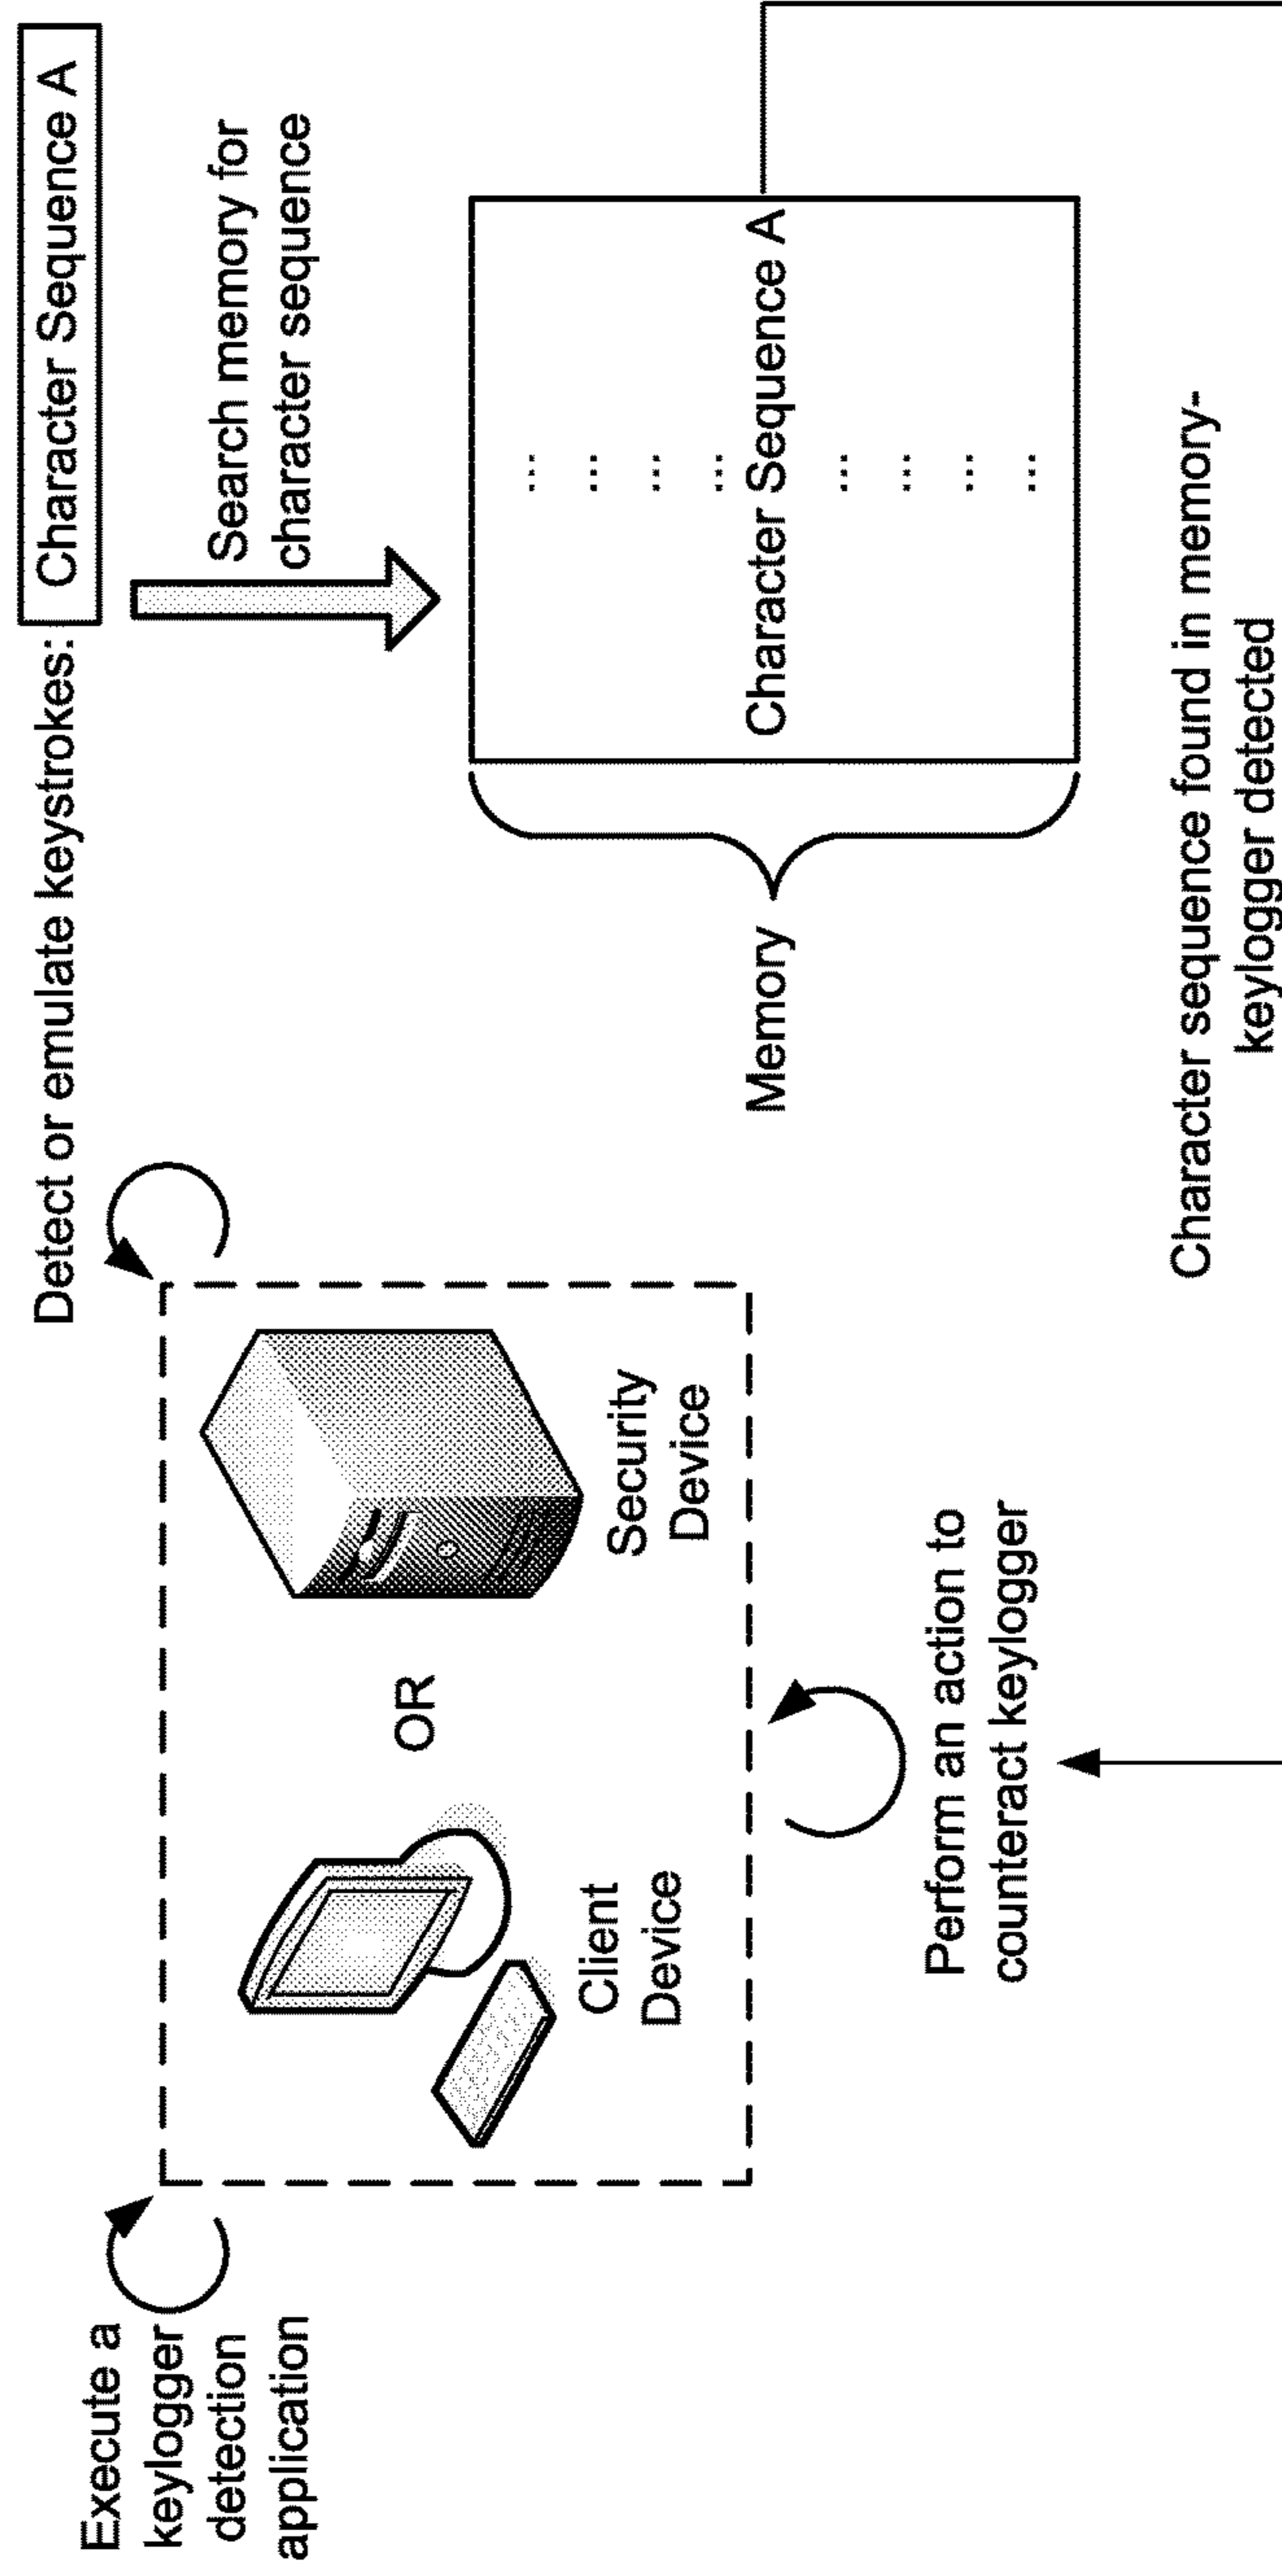 Execute a
keylogger
detection
application
Detect or emulate keystrokes:
Character Sequence A
Search memory for
character sequence
OR
Client
Device
Security
Device
Memory
...
...
...
...
Character Sequence A
...
...
...
...
Perform an action to
counteract keylogger
Character sequence found in memory-
keylogger detected